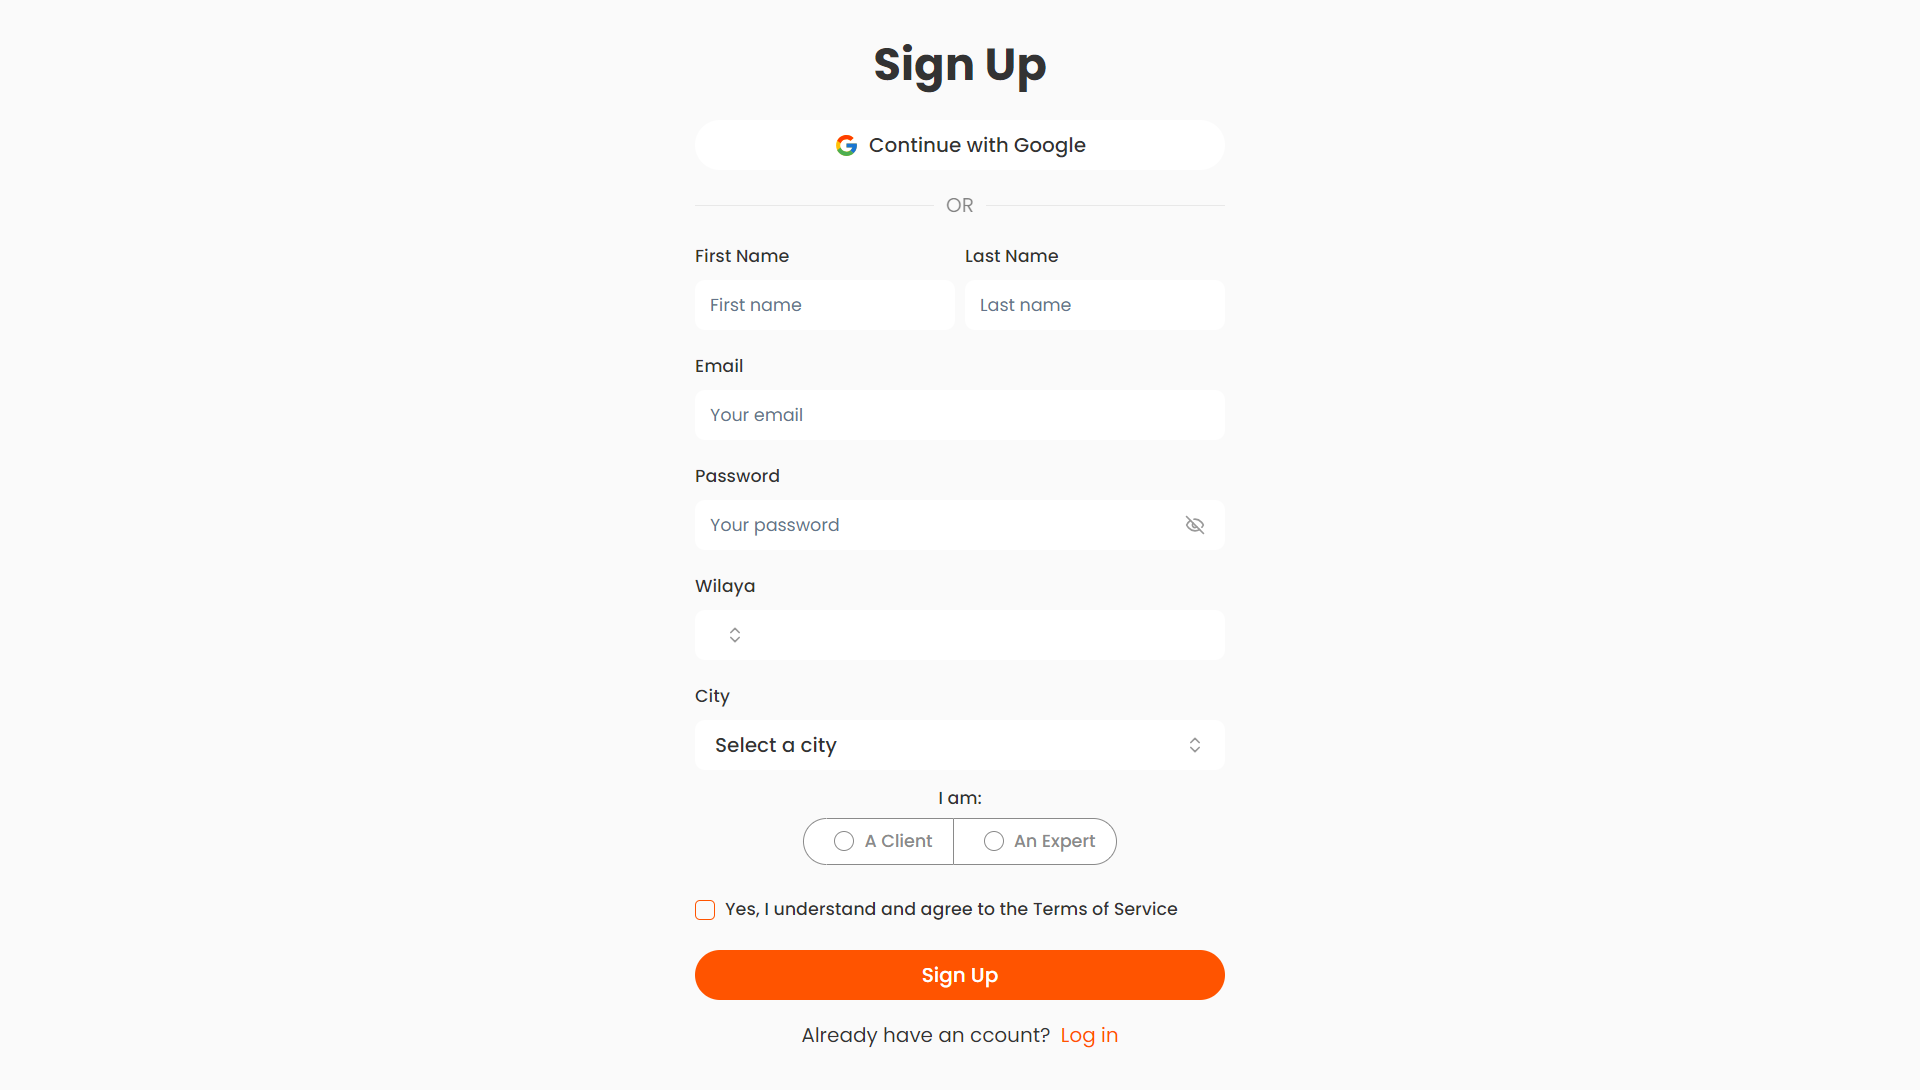 Sign Up
Continue with Google
OR
First Name Last Name
First name Last name
Email
Your email
Password
Your password
Wilaya
City
Select a city
I am:
A Client An Expert
Yes, I understand and agree to the Terms of Service
Sign Up
Already have an ccount? Log in